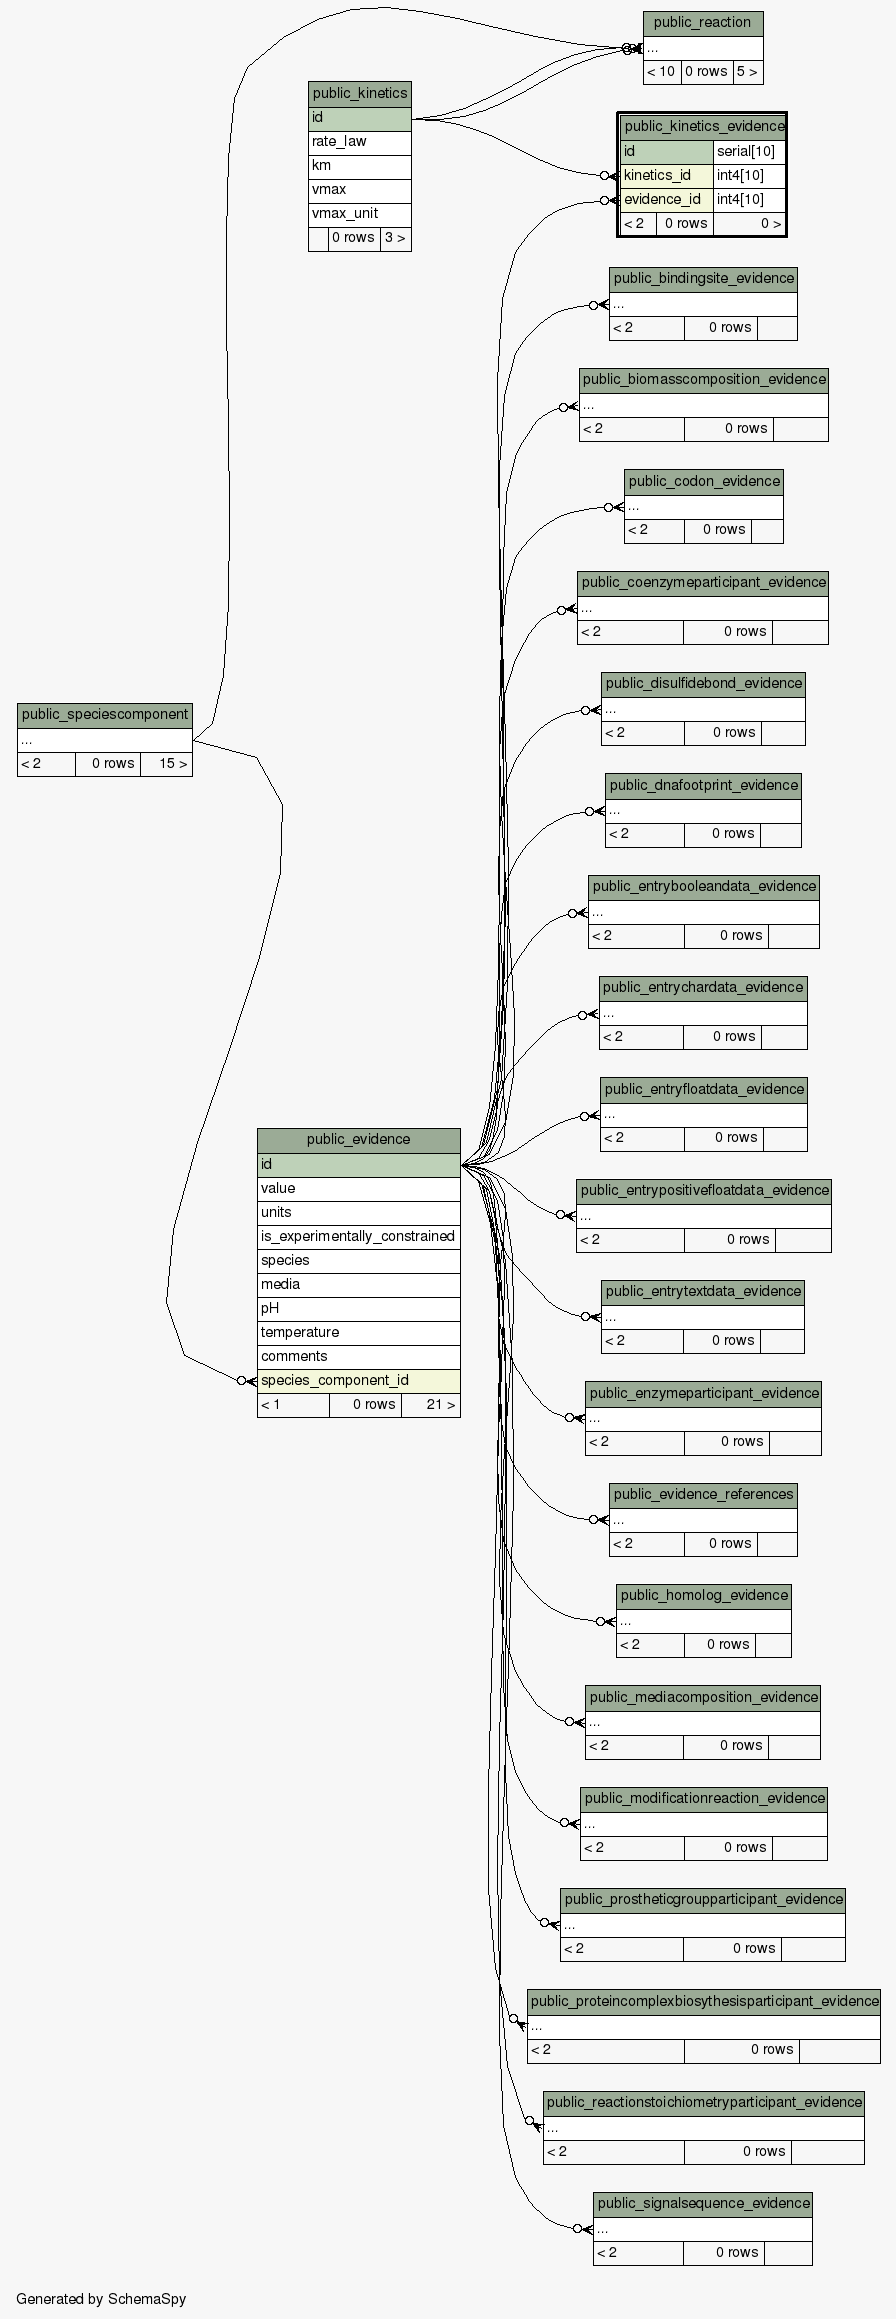 public_reaction
...
< 10 0 rows 5 >
public_kinetics
id
rate_law
km
vmax
vmax_unit
0 rows 3 >
public_kinetics_evidence
id serial[10]
kinetics_id int4[10]
evidence_id int4[10]
< 2 0 rows 0 >
public_bindingsite_evidence
...
< 2 0 rows
public_biomasscomposition_evidence
...
< 2 0 rows
public_codon_evidence
...
< 2 0 rows
public_coenzymeparticipant_evidence
...
< 2 0 rows
public_disulfidebond_evidence
...
< 2 0 rows
public_speciescomponent
...
< 2 0 rows 15 >
public_dnafootprint_evidence
...
< 2 0 rows
public_entrybooleandata_evidence
...
< 2 0 rows
public_entrychardata_evidence
...
< 2 0 rows
public_entryfloatdata_evidence
...
< 2 0 rows
public_evidence
id
value
units
is_experimentally_constrained
species
media
pH
temperature
comments
species_component_id
< 1 0 rows 21 >
public_entrypositivefloatdata_evidence
...
< 2 0 rows
public_entrytextdata_evidence
...
< 2 0 rows
public_enzymeparticipant_evidence
...
< 2 0 rows
public_evidence_references
...
< 2 0 rows
public_homolog_evidence
...
< 2 0 rows
public_mediacomposition_evidence
...
< 2 0 rows
public_modificationreaction_evidence
...
< 2 0 rows
public_prostheticgroupparticipant_evidence
...
< 2 0 rows
public_proteincomplexbiosythesisparticipant_evidence
...
< 2 0 rows
public_reactionstoichiometryparticipant_evidence
...
< 2 0 rows
public_signalsequence_evidence
...
< 2 0 rows
Generated by SchemaSpy